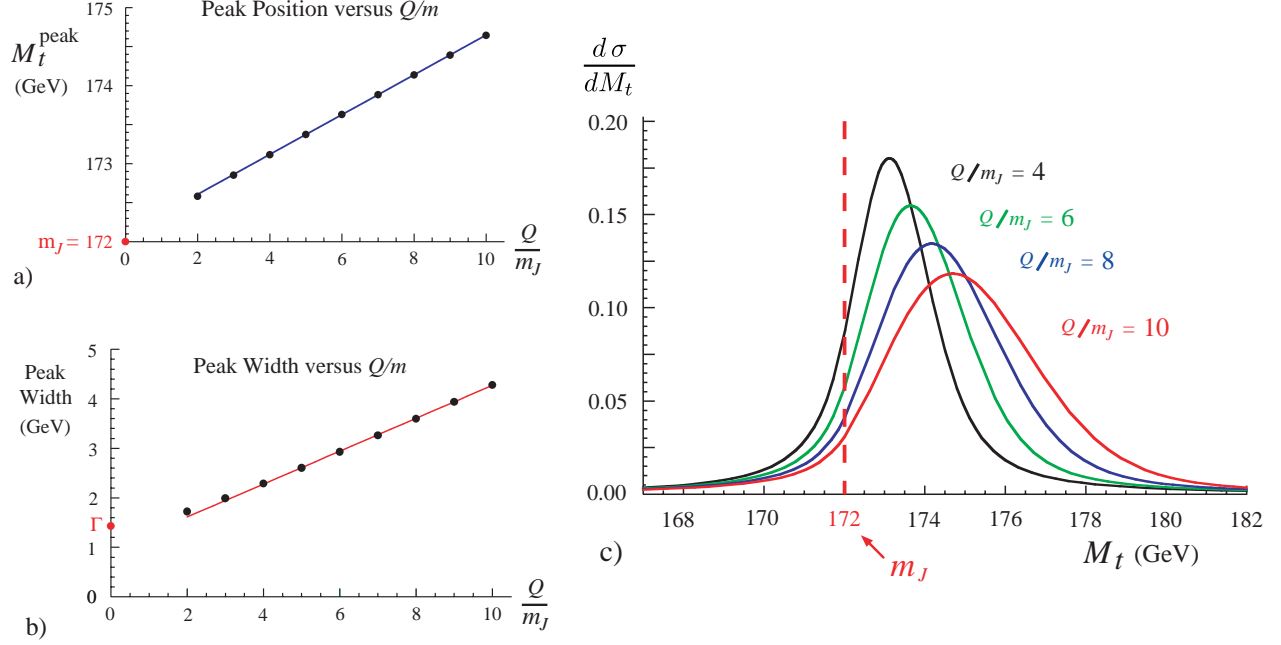 Peak Position versus Q/m
M_t^peak
(GeV)
175
174
173
m_J = 172
0
2
4
6
8
10
Q/m_J
a)
Peak Width versus Q/m
Peak
Width
(GeV)
5
4
3
2
Γ
1
0
0
2
4
6
8
10
Q/m_J
b)
dσ/dM_t
0.20
0.15
0.10
0.05
0.00
Q/m_J = 4
Q/m_J = 6
Q/m_J = 8
Q/m_J = 10
168
170
172
174
176
178
180
182
m_J
M_t (GeV)
c)